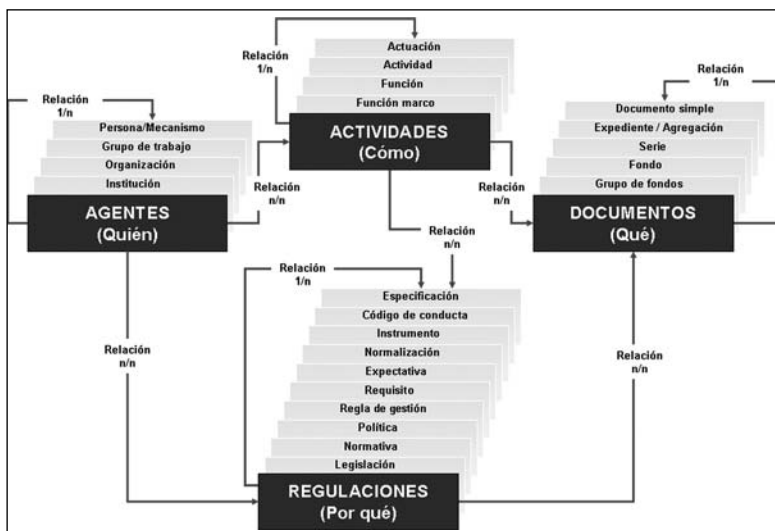 Relación
1/n
Persona/Mecanismo
Grupo de trabajo
Organización
Institución
AGENTES
(Quién)
Relación
1/n
Actuación
Actividad
Función
Función marco
ACTIVIDADES
(Cómo)
Relación
1/n
Documento simple
Expediente / Agregación
Serie
Fondo
Grupo de fondos
DOCUMENTOS
(Qué)
Relación
n/n
Relación
n/n
Relación
n/n
Relación
1/n
Especificación
Código de conducta
Instrumento
Normalización
Expectativa
Requisito
Regla de gestión
Política
Normativa
Legislación
REGULACIONES
(Por qué)
Relación
n/n
Relación
n/n